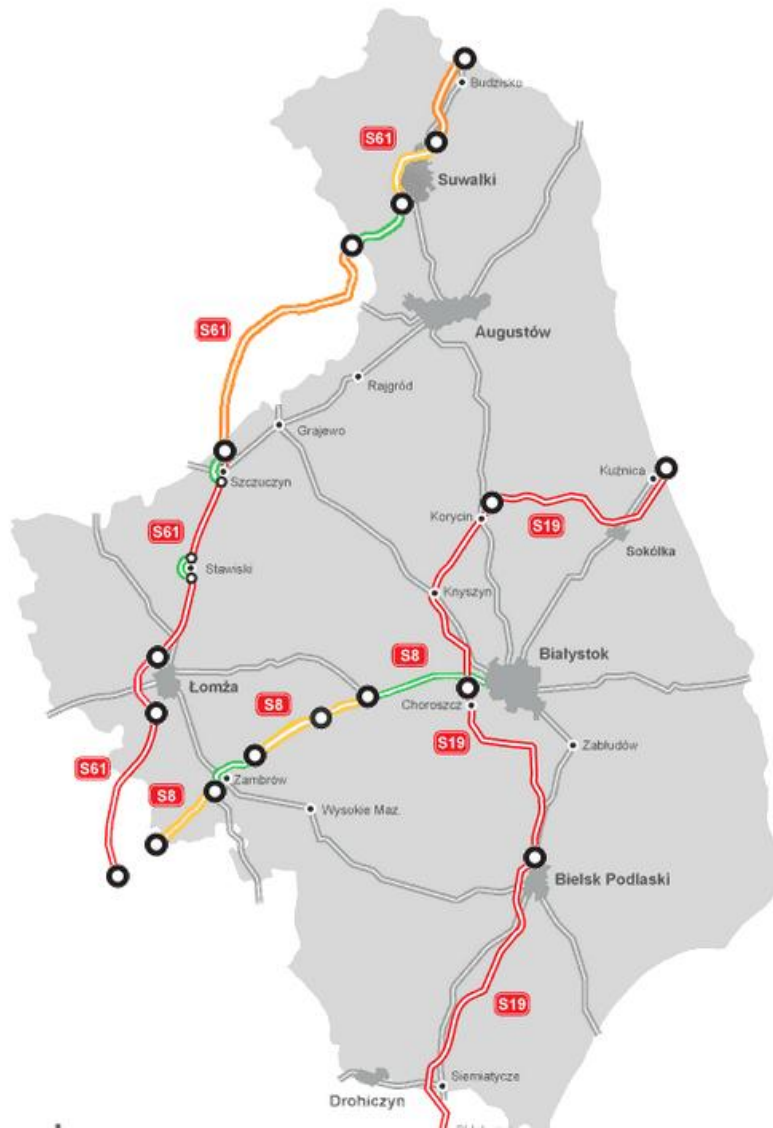 Budzisko
S61
Suwałki
S61
Augustów
Rajgród
Grajewo
Szczuczyn
Kuźnica
Korycin
S19
S61
Sokółka
Stawiski
Knyszyn
Białystok
S8
Łomża
Choroszcz
S8
S19
Zabłudów
S61
S8
Zambrów
Wysokie Maz.
Bielsk Podlaski
S19
Siemiatycze
Drohiczyn